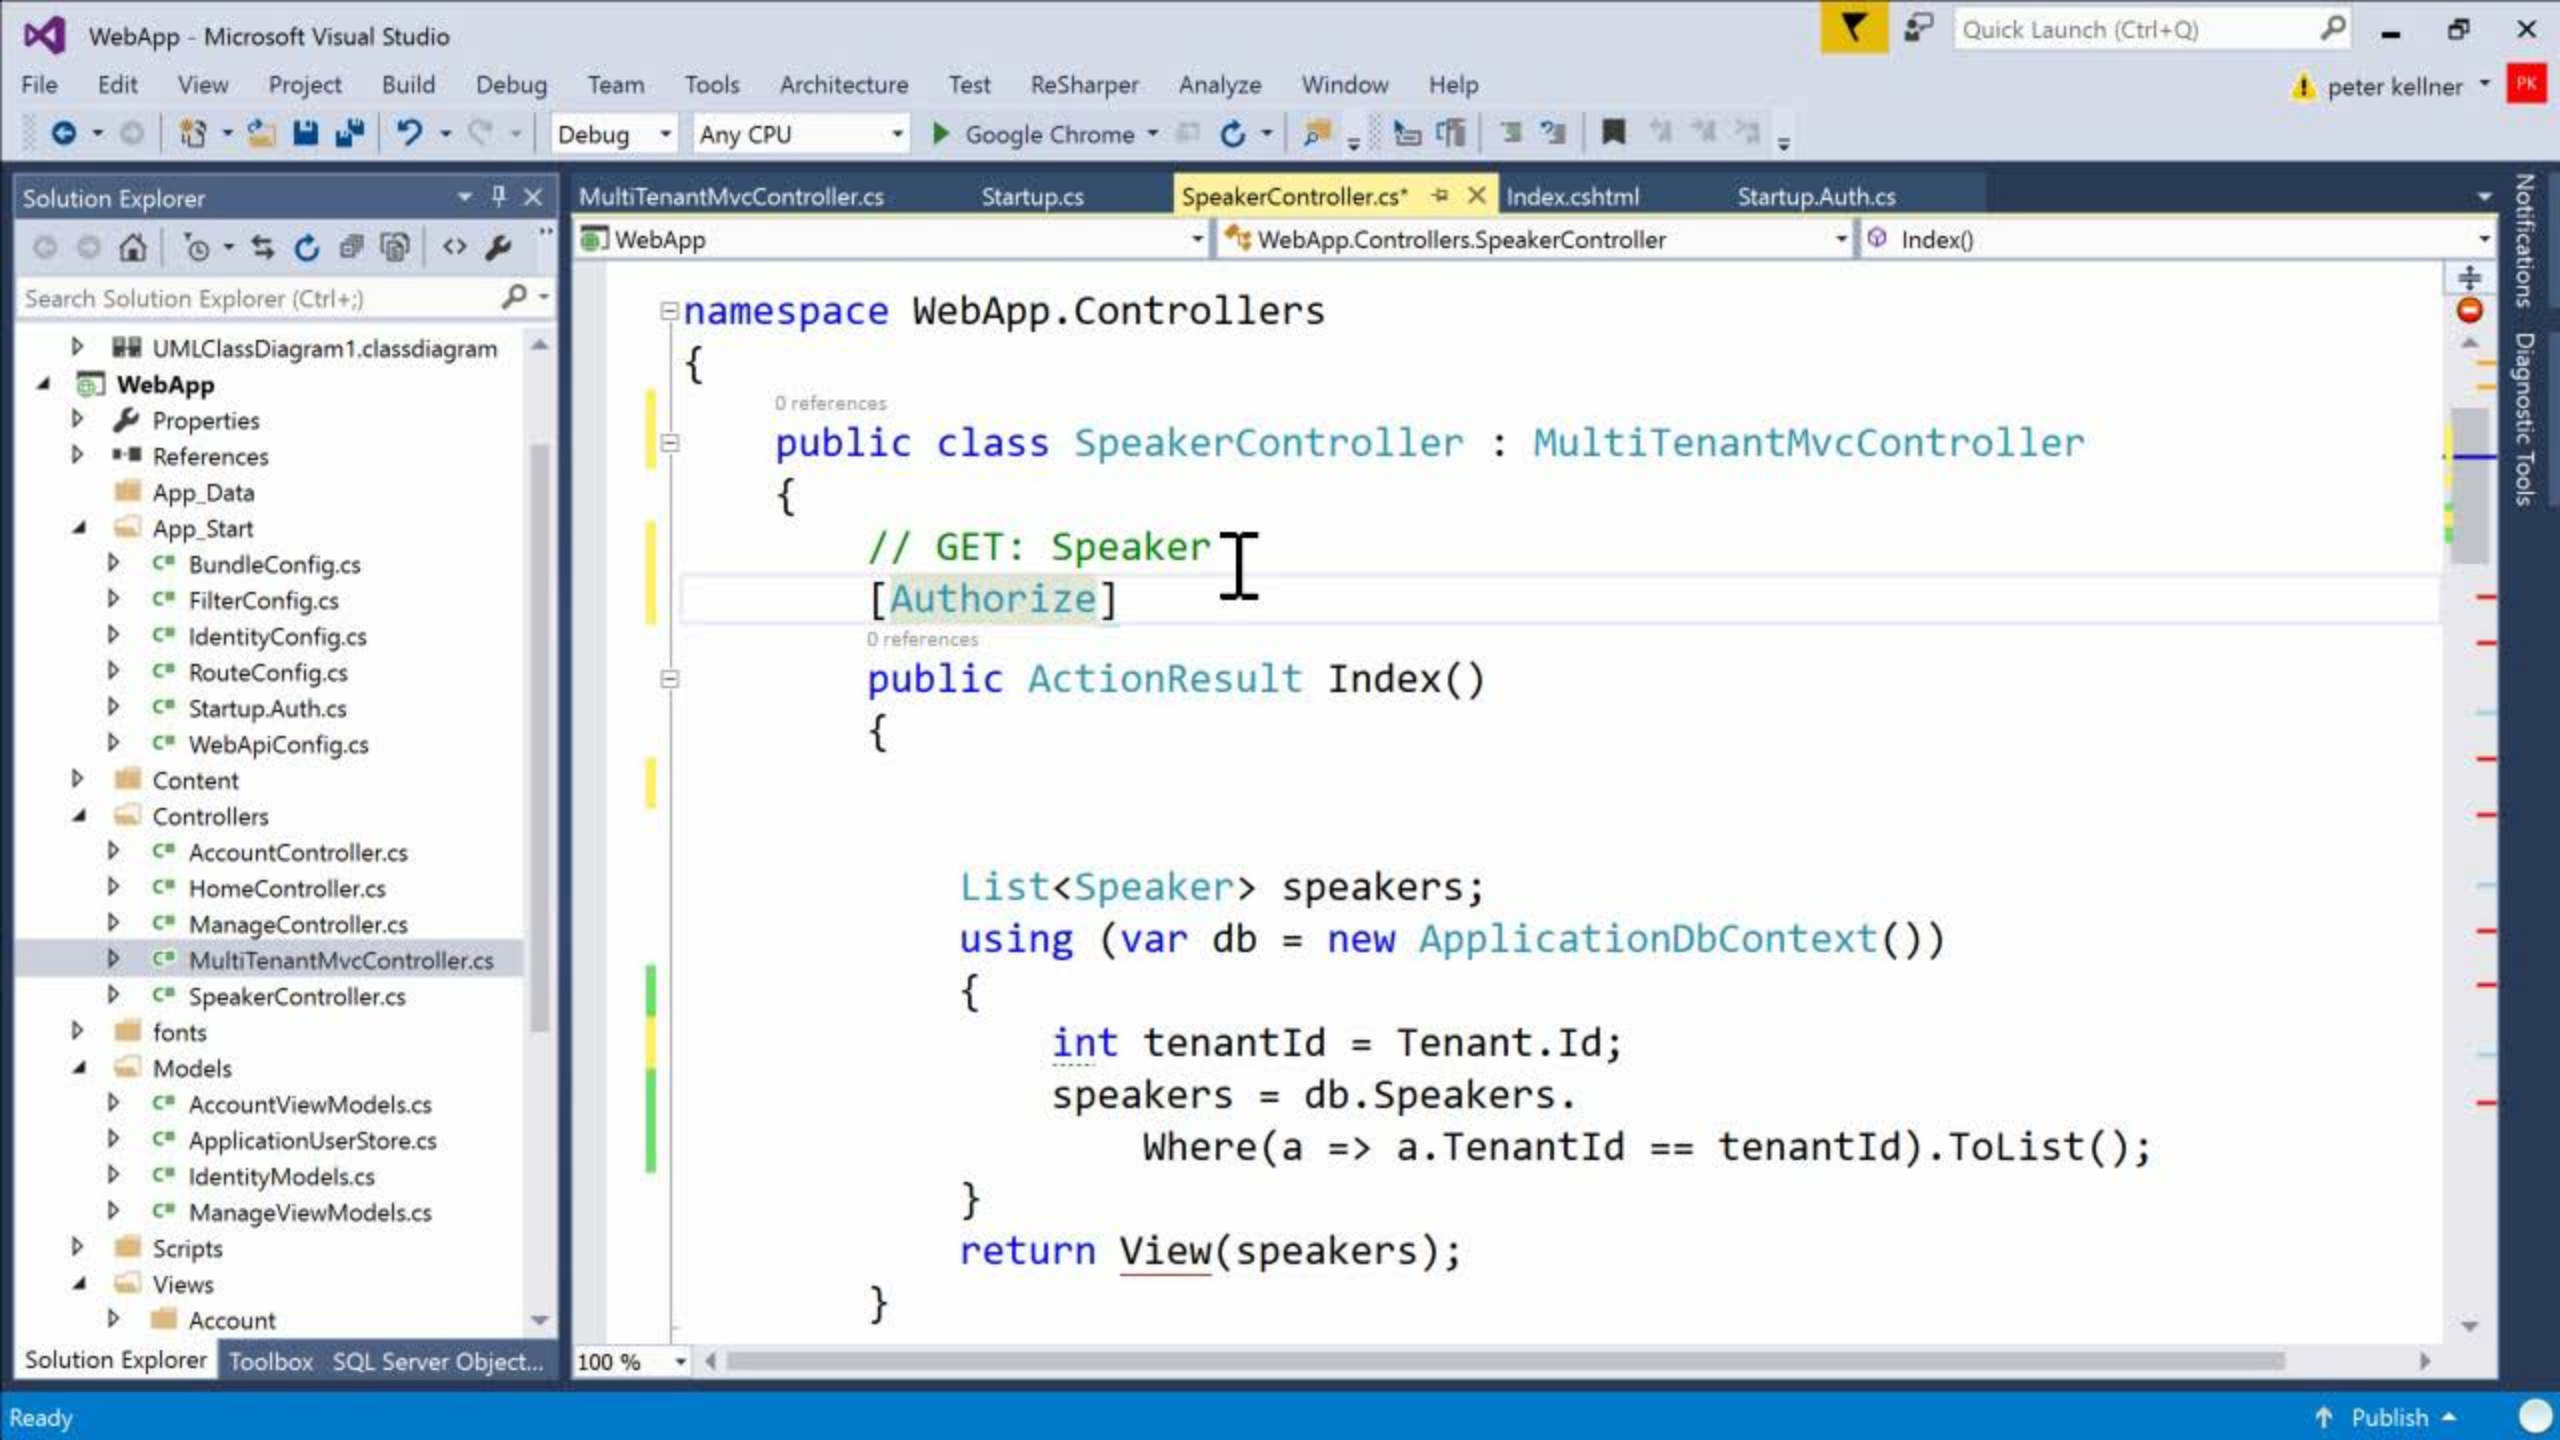 WebApp - Microsoft Visual Studio
Quick Launch (Ctrl+Q)
File Edit View Project Build Debug Team Tools Architecture Test ReSharper Analyze Window Help
peter kellner
PK
Debug
Any CPU
Google Chrome
Solution Explorer
Search Solution Explorer (Ctrl+;)
UMLClassDiagram1.classdiagram
WebApp
Properties
References
App_Data
App_Start
C# BundleConfig.cs
C# FilterConfig.cs
C# IdentityConfig.cs
C# RouteConfig.cs
C# Startup.Auth.cs
C# WebApiConfig.cs
Content
Controllers
C# AccountController.cs
C# HomeController.cs
C# ManageController.cs
C# MultiTenantMvcController.cs
C# SpeakerController.cs
fonts
Models
C# AccountViewModels.cs
C# ApplicationUserStore.cs
C# IdentityModels.cs
C# ManageViewModels.cs
Scripts
Views
Account
Solution Explorer Toolbox SQL Server Object...
MultiTenantMvcController.cs Startup.cs SpeakerController.cs* Index.cshtml Startup.Auth.cs
WebApp WebApp.Controllers.SpeakerController Index()
namespace WebApp.Controllers
{
0 references
public class SpeakerController : MultiTenantMvcController
{
// GET: Speaker
[Authorize]
0 references
public ActionResult Index()
{
List<Speaker> speakers;
using (var db = new ApplicationDbContext())
{
int tenantId = Tenant.Id;
speakers = db.Speakers.
Where(a => a.TenantId == tenantId).ToList();
}
return View(speakers);
}
100 %
Notifications
Diagnostic Tools
Ready
Publish